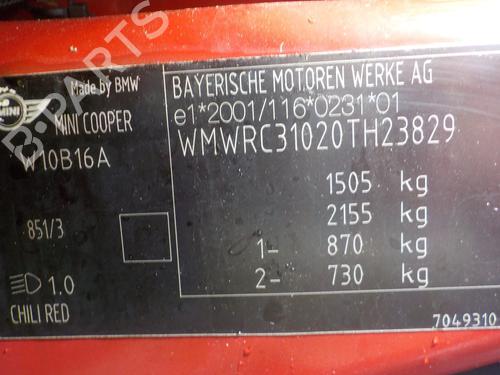 Made by BMW
MINI
MINI COOPER
W10B16A
851/3
1.0
CHILI RED
BAYERISCHE MOTOREN WERKE AG
e1*2001/116*0231*01
WMWRC31020TH23829
1505 kg
2155 kg
1- 870 kg
2- 730 kg
7049310
B-PARTS